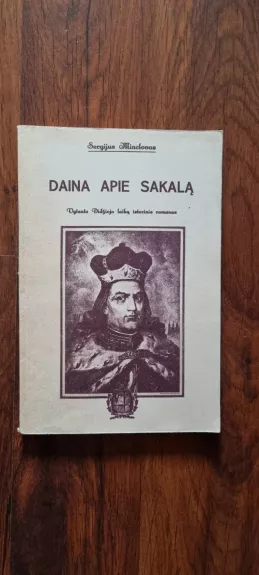 Sergijus Minclovas
DAINA APIE SAKALĄ
Vytauto Didžiojo laikų istorinis romanas